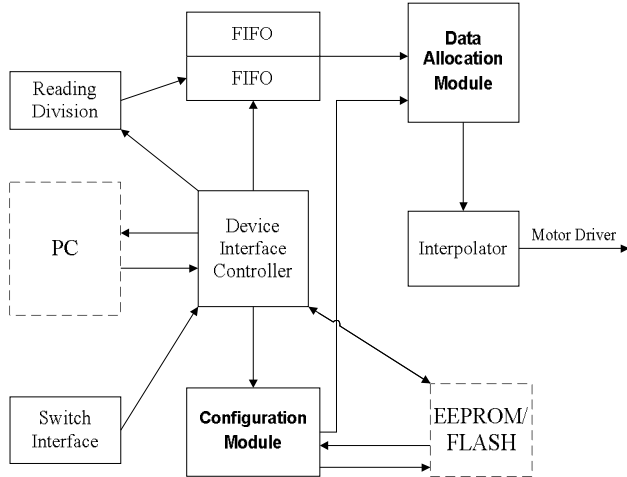 FIFO
FIFO
Data
Allocation
Module
Reading
Division
PC
Device
Interface
Controller
Interpolator
Motor Driver
Switch
Interface
Configuration
Module
EEPROM/
FLASH